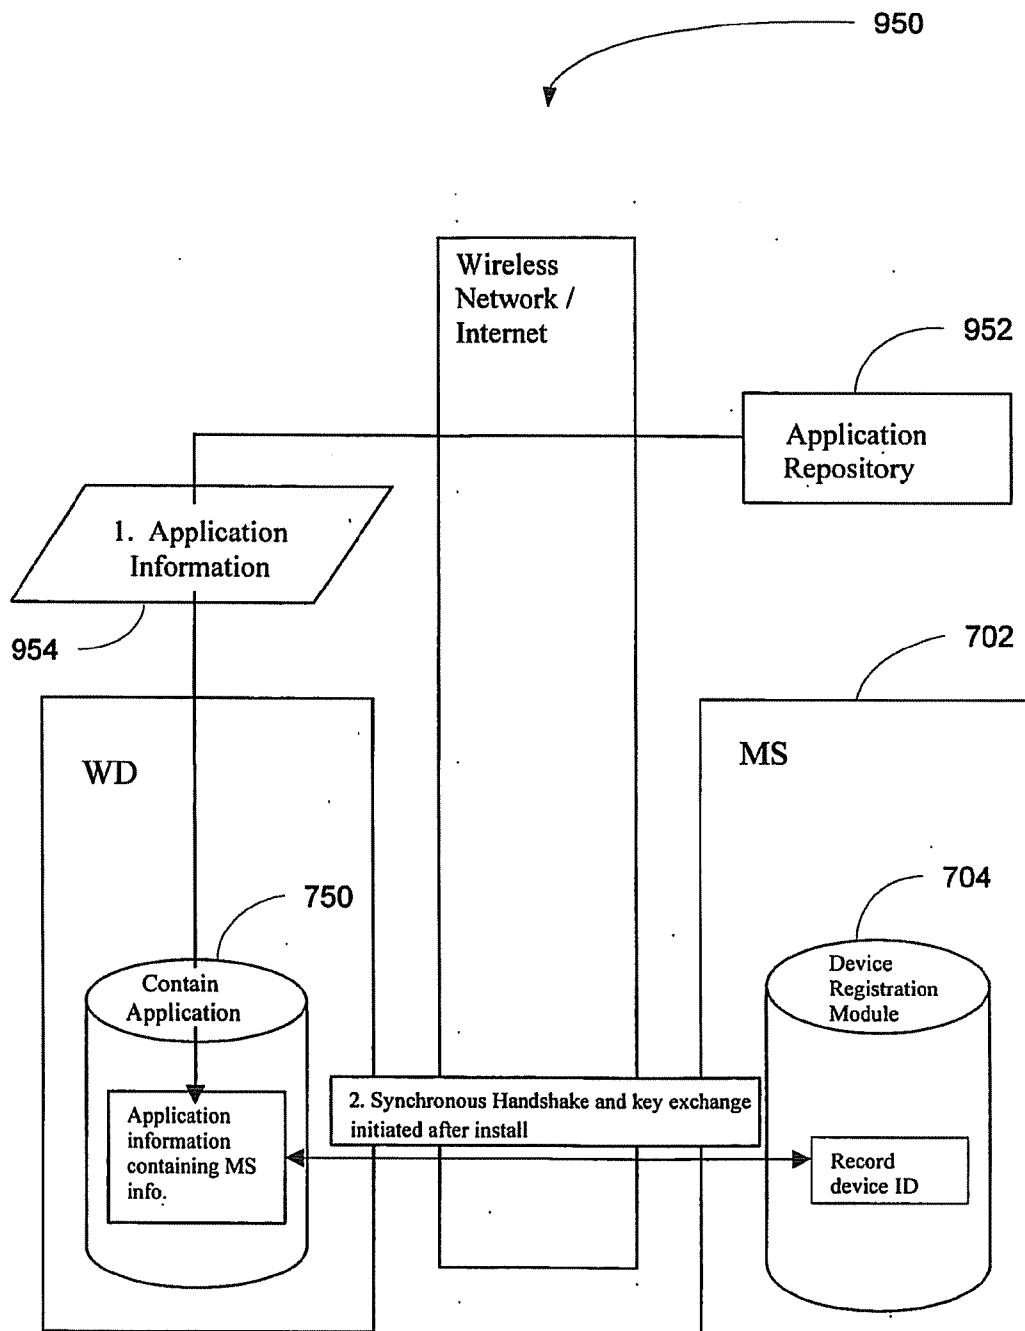 950
Wireless
Network /
Internet
952
Application
Repository
1. Application
Information
954
702
WD
MS
750
704
Contain
Application
Device
Registration
Module
2. Synchronous Handshake and key exchange
initiated after install
Application
information
containing MS
info.
Record
device ID